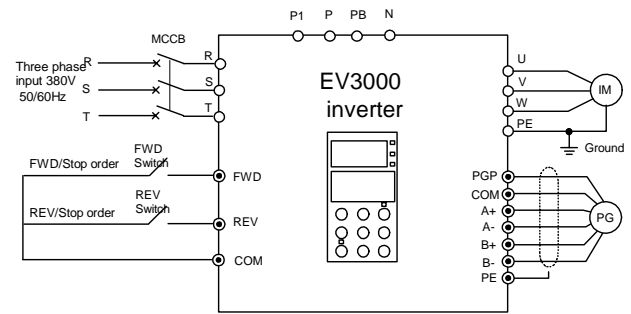 P1 P PB N
MCCB
Three phase
input 380V
50/60Hz
R
S
T
R
S
T
EV3000
inverter
U
V
W
PE
IM
Ground
FWD
Switch
FWD/Stop order
FWD
REV
Switch
REV/Stop order
REV
COM
PGP
COM
A+
A-
B+
B-
PE
PG